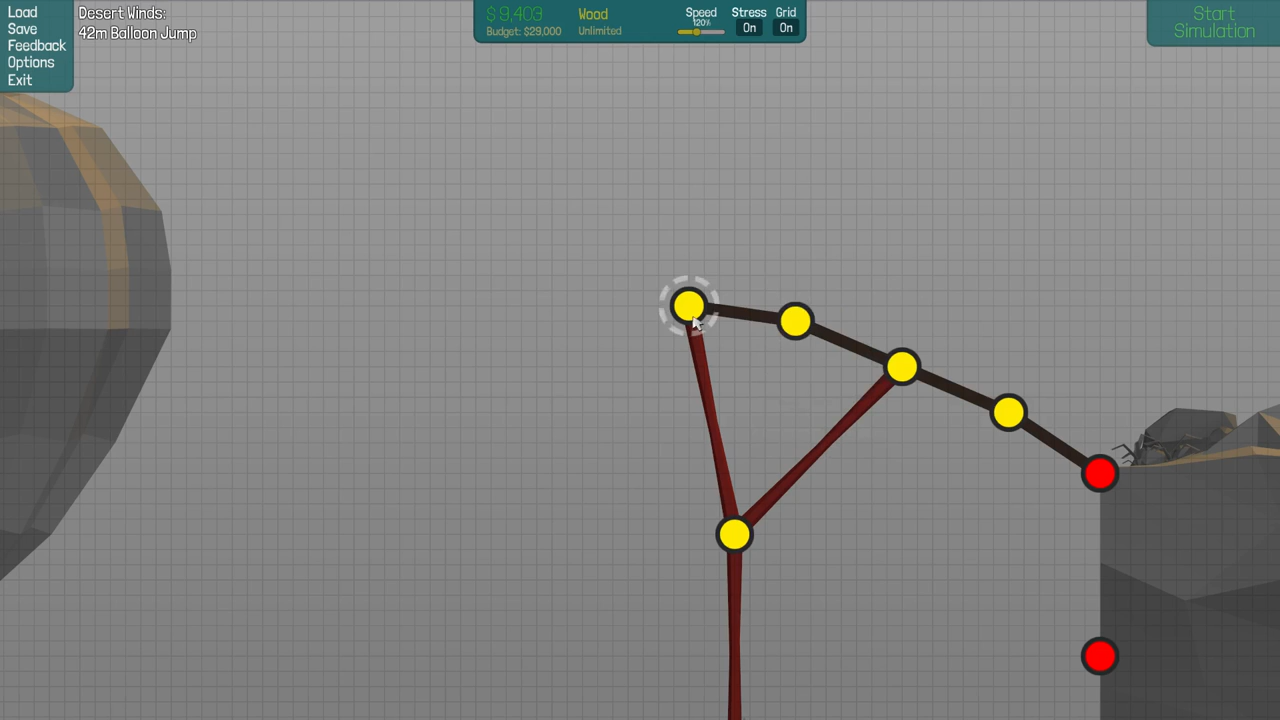 Load
Save
Feedback
Options
Exit
Desert Winds:
42m Balloon Jump
$ 9,403
Budget: $29,000
Wood
Unlimited
Speed
120%
Stress
On
Grid
On
Start
Simulation